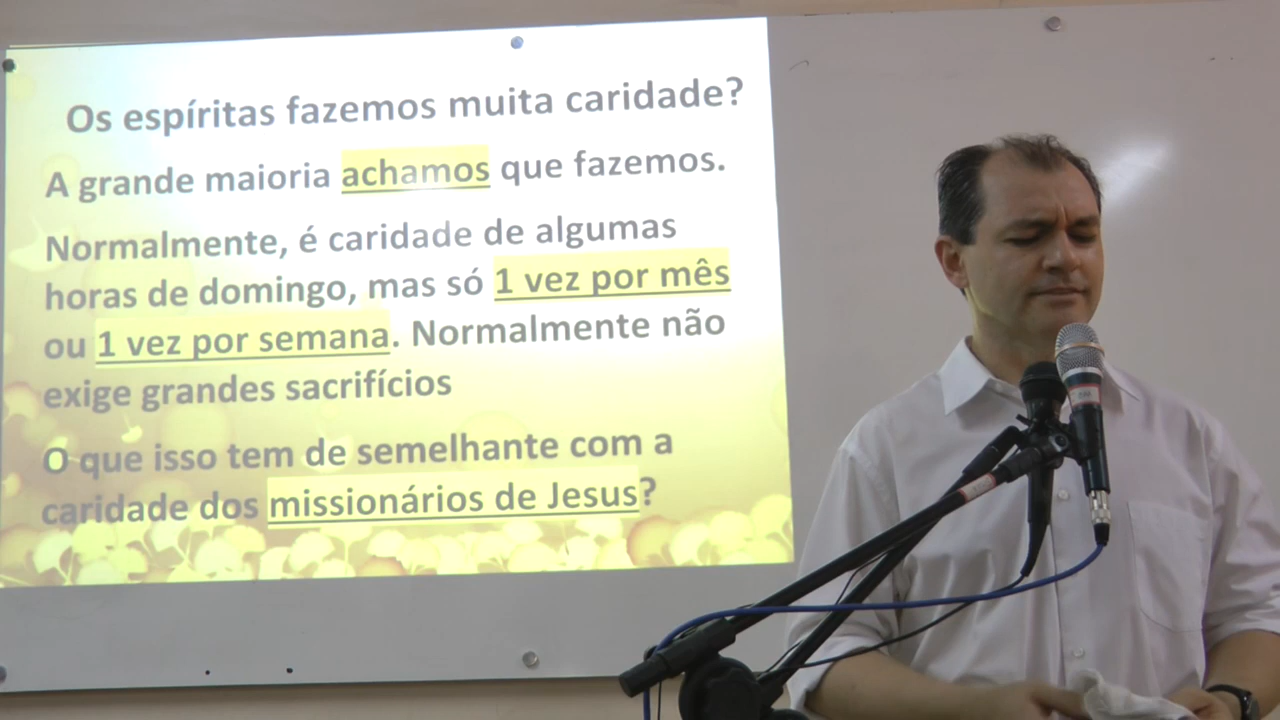 Os espíritas fazemos muita caridade?
A grande maioria achamos que fazemos.
Normalmente, é caridade de algumas
horas de domingo, mas só 1 vez por mês
ou 1 vez por semana. Normalmente não
exige grandes sacrifícios
O que isso tem de semelhante com a
caridade dos missionários de Jesus?